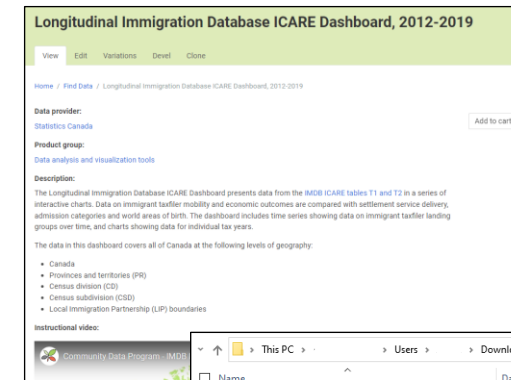 Longitudinal Immigration Database ICARE Dashboard, 2012-2019
View Edit Variations Devel Clone
Home / Find Data / Longitudinal Immigration Database ICARE Dashboard, 2012-2019
Data provider:
Statistics Canada
Add to cart
Product group:
Data analysis and visualization tools
Description:
The Longitudinal Immigration Database ICARE Dashboard presents data from the IMDB ICARE tables T1 and T2 in a series of
interactive charts. Data on immigrant taxfiler mobility and economic outcomes are compared with settlement service delivery,
admission categories and world areas of birth. The dashboard includes time series showing data on immigrant taxfiler landing
groups over time, and charts showing data for individual tax years.
The data in this dashboard covers all of Canada at the following levels of geography:
• Canada
• Provinces and territories (PR)
• Census division (CD)
• Census subdivision (CSD)
• Local Immigration Partnership (LIP) boundaries
Instructional video:
Community Data Program - IMDB
> This PC > > Users > > Downl
Name